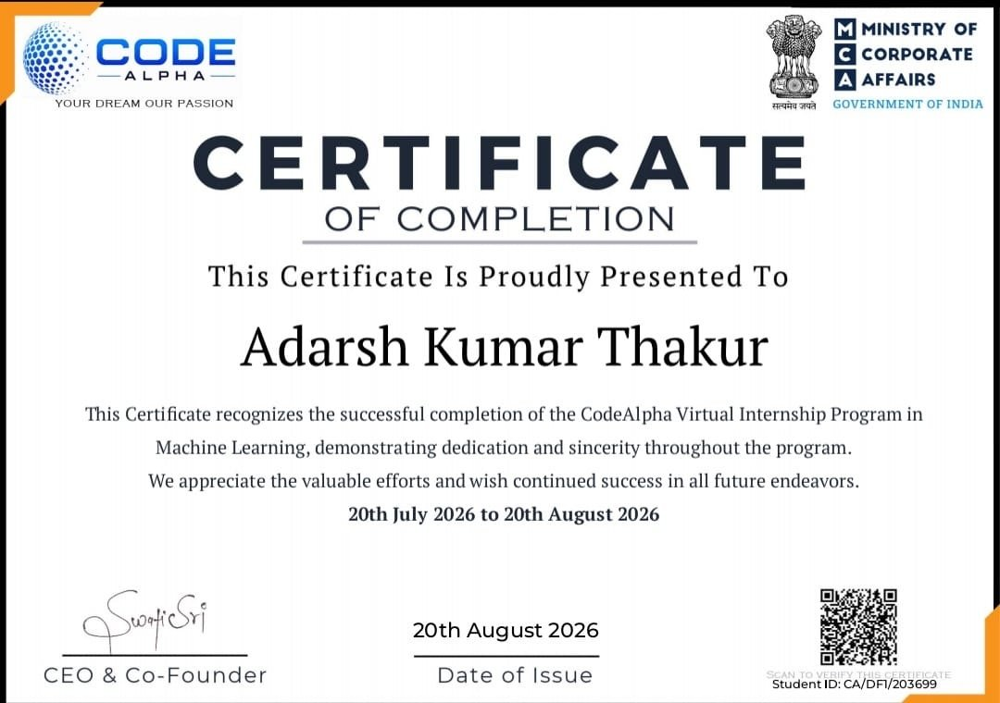 CODE
ALPHA
YOUR DREAM OUR PASSION
सत्यमेव जयते
M MINISTRY OF
C CORPORATE
A AFFAIRS
GOVERNMENT OF INDIA
CERTIFICATE
OF COMPLETION
This Certificate Is Proudly Presented To
Adarsh Kumar Thakur
This Certificate recognizes the successful completion of the CodeAlpha Virtual Internship Program in
Machine Learning, demonstrating dedication and sincerity throughout the program.
We appreciate the valuable efforts and wish continued success in all future endeavors.
20th July 2026 to 20th August 2026
Swati Sri
CEO & Co-Founder
20th August 2026
Date of Issue
SCAN TO VERIFY THIS CERTIFICATE
Student ID: CA/DF1/203699